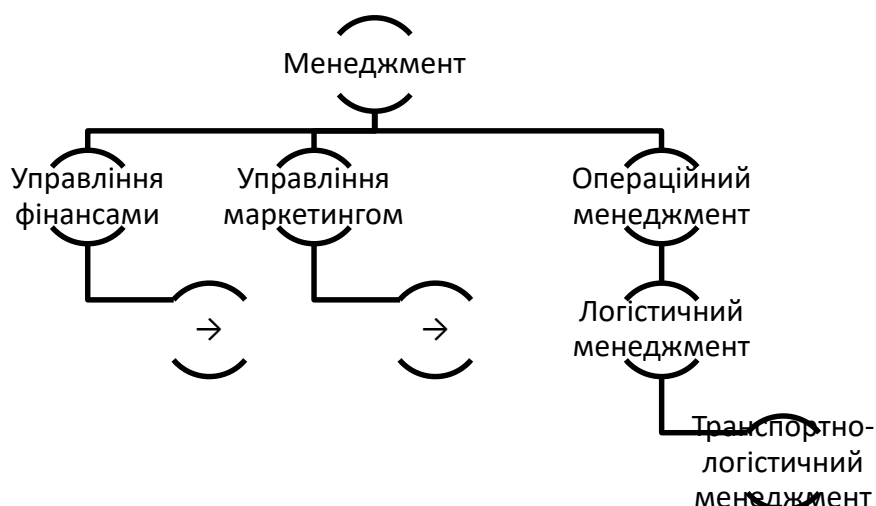 Менеджмент
Управління
фінансами
Управління
маркетингом
Операційний
менеджмент
→
→
Логістичний
менеджмент
Транспортно-
логістичний
менеджмент